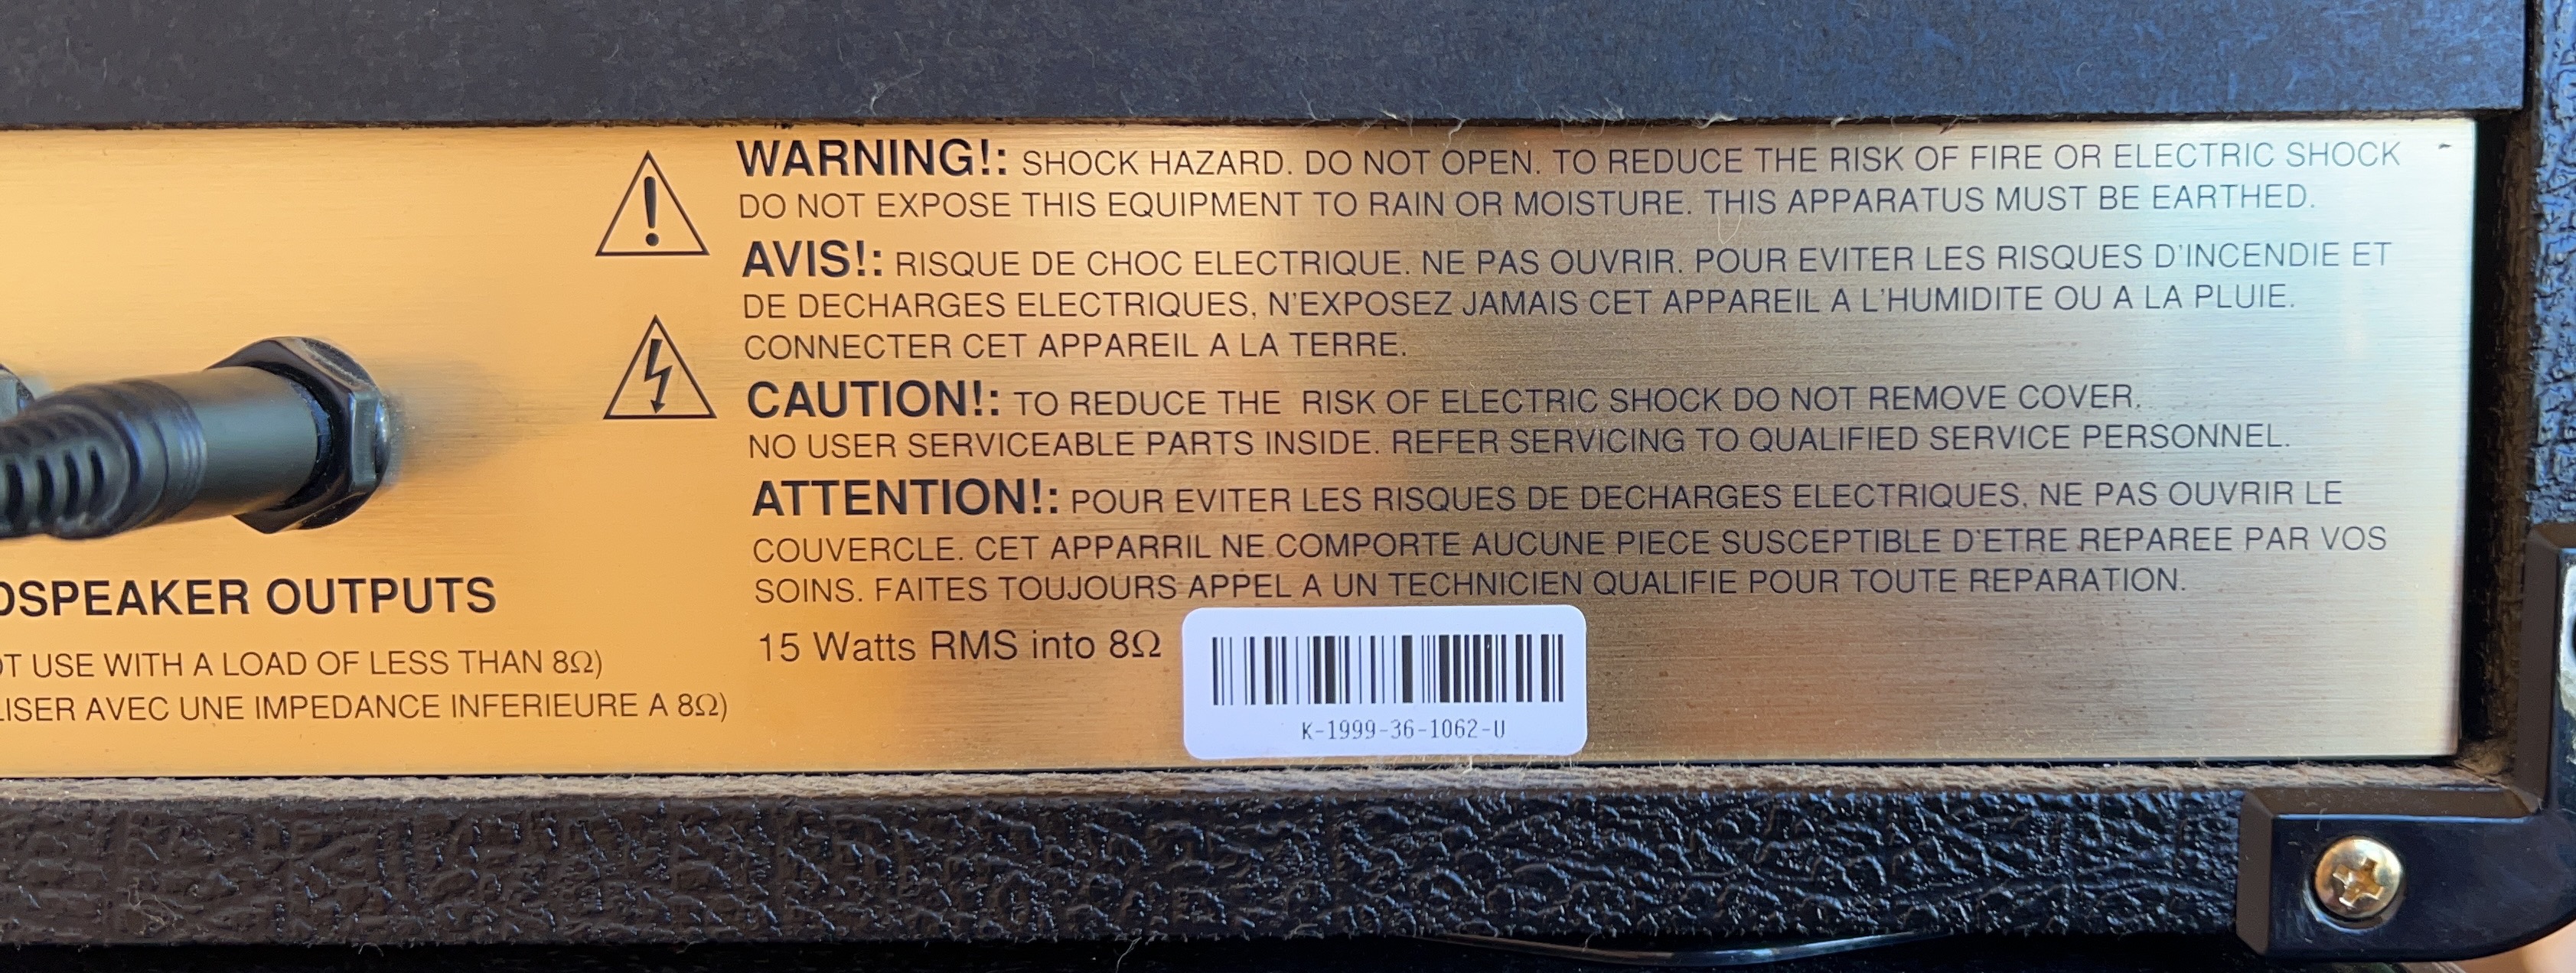 WARNING!: SHOCK HAZARD. DO NOT OPEN. TO REDUCE THE RISK OF FIRE OR ELECTRIC SHOCK
DO NOT EXPOSE THIS EQUIPMENT TO RAIN OR MOISTURE. THIS APPARATUS MUST BE EARTHED.
AVIS!: RISQUE DE CHOC ELECTRIQUE. NE PAS OUVRIR. POUR EVITER LES RISQUES D'INCENDIE ET
DE DECHARGES ELECTRIQUES, N'EXPOSEZ JAMAIS CET APPAREIL A L'HUMIDITE OU A LA PLUIE.
CONNECTER CET APPAREIL A LA TERRE.
CAUTION!: TO REDUCE THE RISK OF ELECTRIC SHOCK DO NOT REMOVE COVER.
NO USER SERVICEABLE PARTS INSIDE. REFER SERVICING TO QUALIFIED SERVICE PERSONNEL.
ATTENTION!: POUR EVITER LES RISQUES DE DECHARGES ELECTRIQUES, NE PAS OUVRIR LE
COUVERCLE. CET APPARRIL NE COMPORTE AUCUNE PIECE SUSCEPTIBLE D'ETRE REPAREE PAR VOS
SOINS. FAITES TOUJOURS APPEL A UN TECHNICIEN QUALIFIE POUR TOUTE REPARATION.
15 Watts RMS into 8Ω
K-1999-36-1062-U
DSPEAKER OUTPUTS
OT USE WITH A LOAD OF LESS THAN 8Ω)
LISER AVEC UNE IMPEDANCE INFERIEURE A 8Ω)